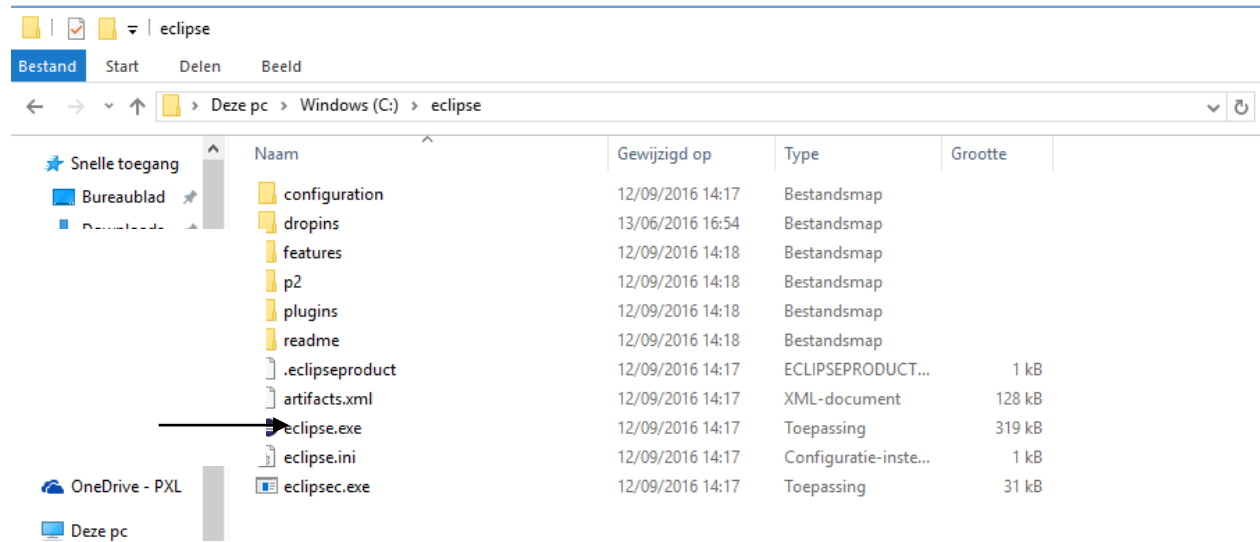 eclipse
Bestand Start Delen Beeld
Deze pc > Windows (C:) > eclipse
Snelle toegang
Bureaublad
Naam Gewijzigd op Type Grootte
configuration 12/09/2016 14:17 Bestandsmap
dropins 13/06/2016 16:54 Bestandsmap
features 12/09/2016 14:18 Bestandsmap
p2 12/09/2016 14:18 Bestandsmap
plugins 12/09/2016 14:18 Bestandsmap
readme 12/09/2016 14:18 Bestandsmap
.eclipseproduct 12/09/2016 14:17 ECLIPSEPRODUCT... 1 kB
artifacts.xml 12/09/2016 14:17 XML-document 128 kB
eclipse.exe 12/09/2016 14:17 Toepassing 319 kB
eclipse.ini 12/09/2016 14:17 Configuratie-inste... 1 kB
eclipsec.exe 12/09/2016 14:17 Toepassing 31 kB
OneDrive - PXL
Deze pc